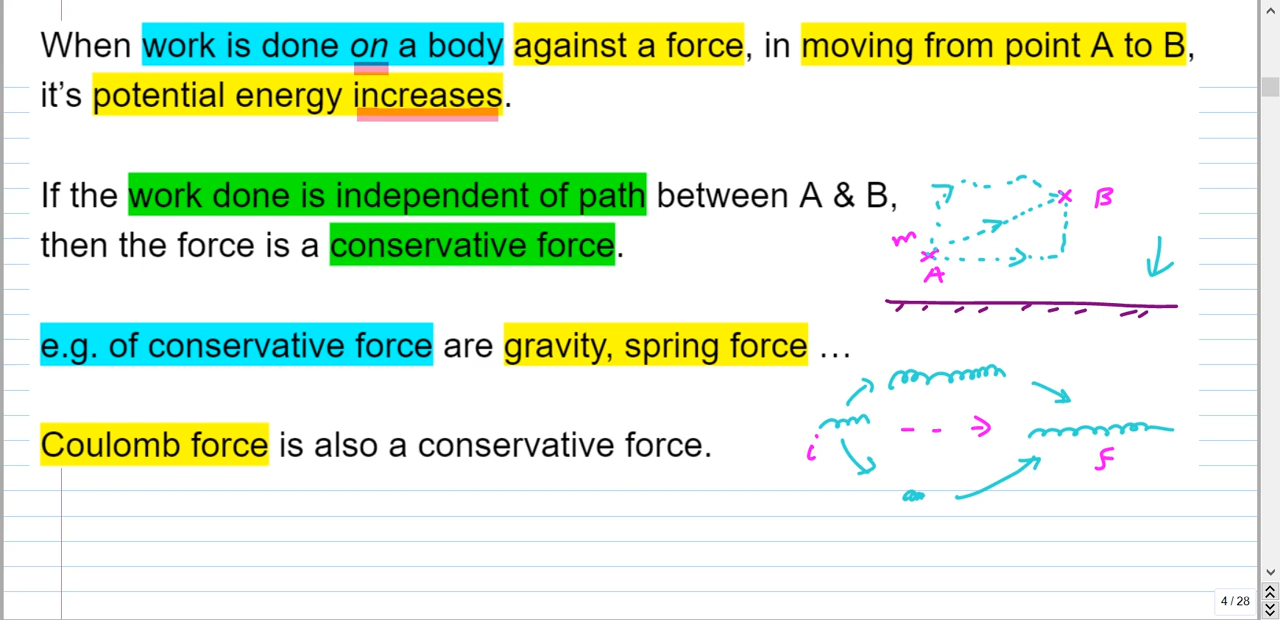 When work is done on a body against a force, in moving from point A to B,
it's potential energy increases.
If the work done is independent of path between A & B,
then the force is a conservative force.
B
m
A
e.g. of conservative force are gravity, spring force …
Coulomb force is also a conservative force.
i
f
4 / 28